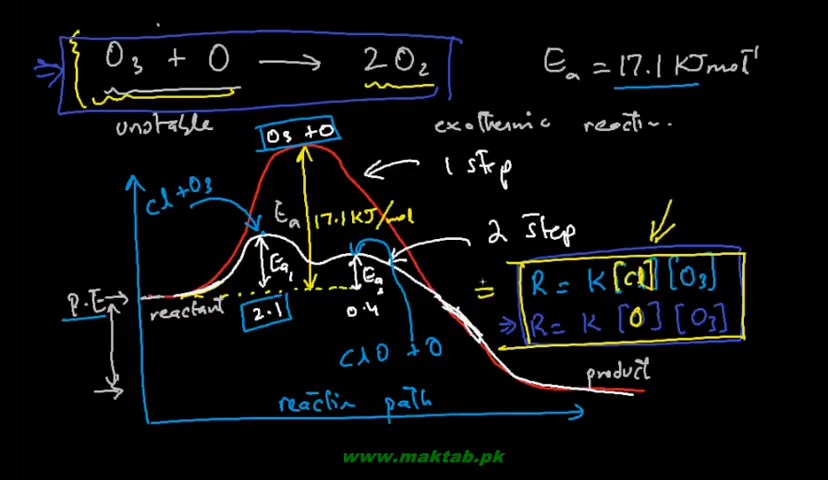 O₃ + O ⟶ 2O₂
Ea = 17.1 KJmol⁻¹
unstable
exothermic reaction.
O₃ + O
1 step
Cl + O₃
Ea
17.1 KJ/mol
2 step
R = K [Cl] [O₃]
R = K [O] [O₃]
Ea₁
Ea₂
P.E
reactant
2.1
0.4
ClO + O
product
reaction path
www.maktab.pk